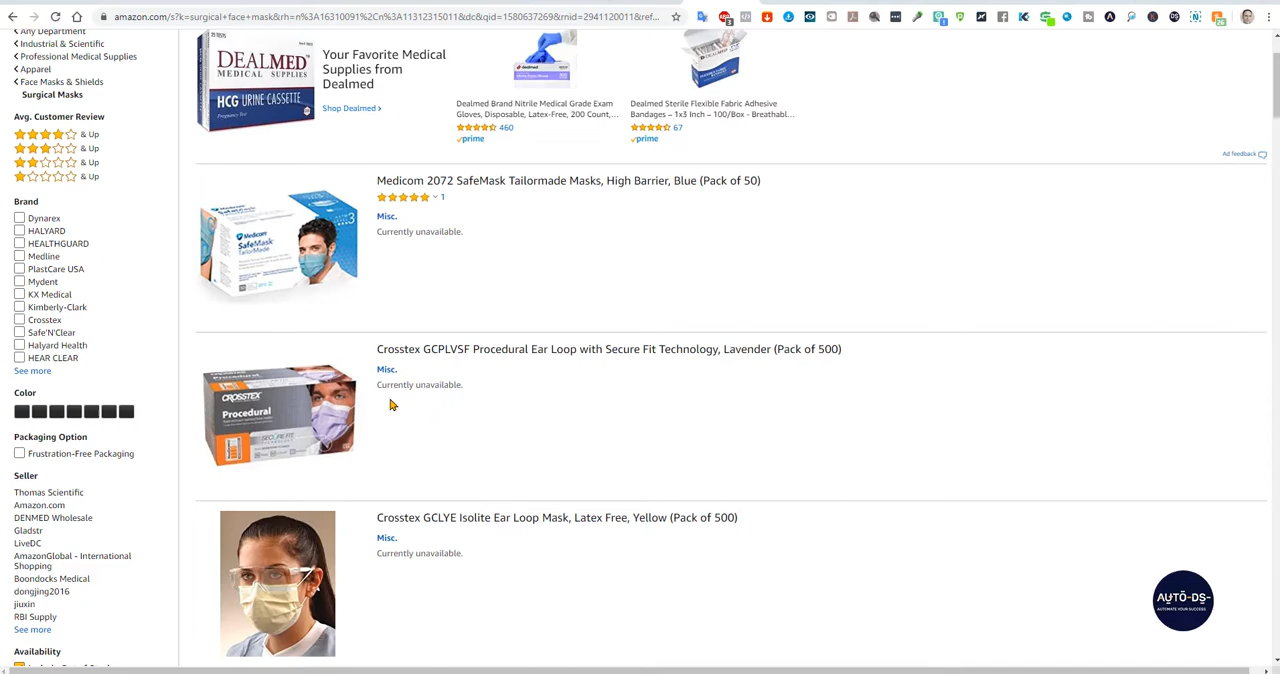 amazon.com/s?k=surgical+face+mask&rh=n%3A16310091%2Cn%3A11312315011&dc&qid=1580637269&rnid=2941120011&ref...
Any Department
Industrial & Scientific
Professional Medical Supplies
Apparel
Face Masks & Shields
Surgical Masks
Avg. Customer Review
& Up
& Up
& Up
& Up
Brand
Dynarex
HALYARD
HEALTHGUARD
Medline
PlastCare USA
Mydent
KX Medical
Kimberly-Clark
Crosstex
Safe'N'Clear
Halyard Health
HEAR CLEAR
See more
Color
Packaging Option
Frustration-Free Packaging
Seller
Thomas Scientific
Amazon.com
DENMED Wholesale
Gladstr
LiveDC
AmazonGlobal - International
Shopping
Boondocks Medical
dongjing2016
jiuxin
RBI Supply
See more
Availability
DEALMED
MEDICAL SUPPLIES
HCG URINE CASSETTE
Your Favorite Medical
Supplies from
Dealmed
Shop Dealmed
Dealmed Brand Nitrile Medical Grade Exam
Gloves, Disposable, Latex-Free, 200 Count,...
460
prime
Dealmed Sterile Flexible Fabric Adhesive
Bandages – 1x3 Inch – 100/Box - Breathabl...
67
prime
Ad feedback
Medicom 2072 SafeMask Tailormade Masks, High Barrier, Blue (Pack of 50)
1
Misc.
Currently unavailable.
Medicom
SafeMask
TailorMade
3
Crosstex GCPLVSF Procedural Ear Loop with Secure Fit Technology, Lavender (Pack of 500)
Misc.
Currently unavailable.
CROSSTEX
Procedural
SECURE FIT
Crosstex GCLYE Isolite Ear Loop Mask, Latex Free, Yellow (Pack of 500)
Misc.
Currently unavailable.
AUTO-DS-
AUTOMATE YOUR SUCCESS